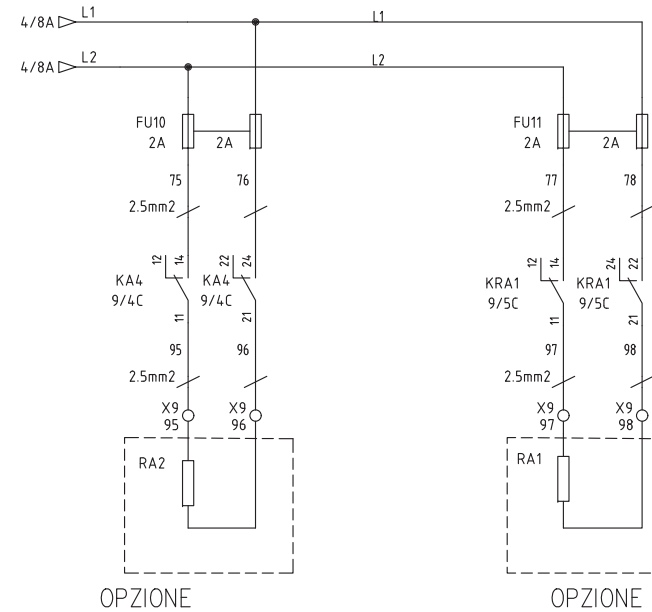 4/8A L1 L1
4/8A L2 L2
FU10 FU11
2A 2A 2A 2A
75 76 77 78
2.5mm2 2.5mm2
12 14 22 24 12 14 24 22
KA4 KA4 KRA1 KRA1
9/4C 9/4C 9/5C 9/5C
11 21 11 21
95 96 97 98
2.5mm2 2.5mm2
X9 X9 X9 X9
95 96 97 98
RA2 RA1
OPZIONE OPZIONE